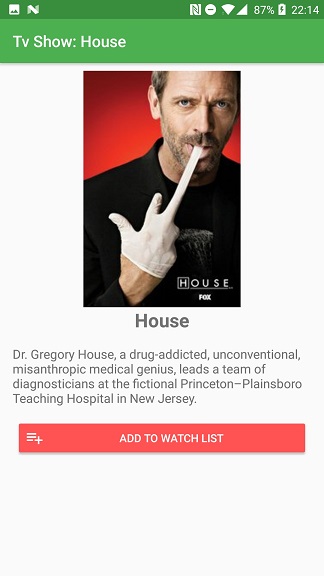 87% 22:14
Tv Show: House
HOUSE
FOX
House
Dr. Gregory House, a drug-addicted, unconventional,
misanthropic medical genius, leads a team of
diagnosticians at the fictional Princeton–Plainsboro
Teaching Hospital in New Jersey.
ADD TO WATCH LIST